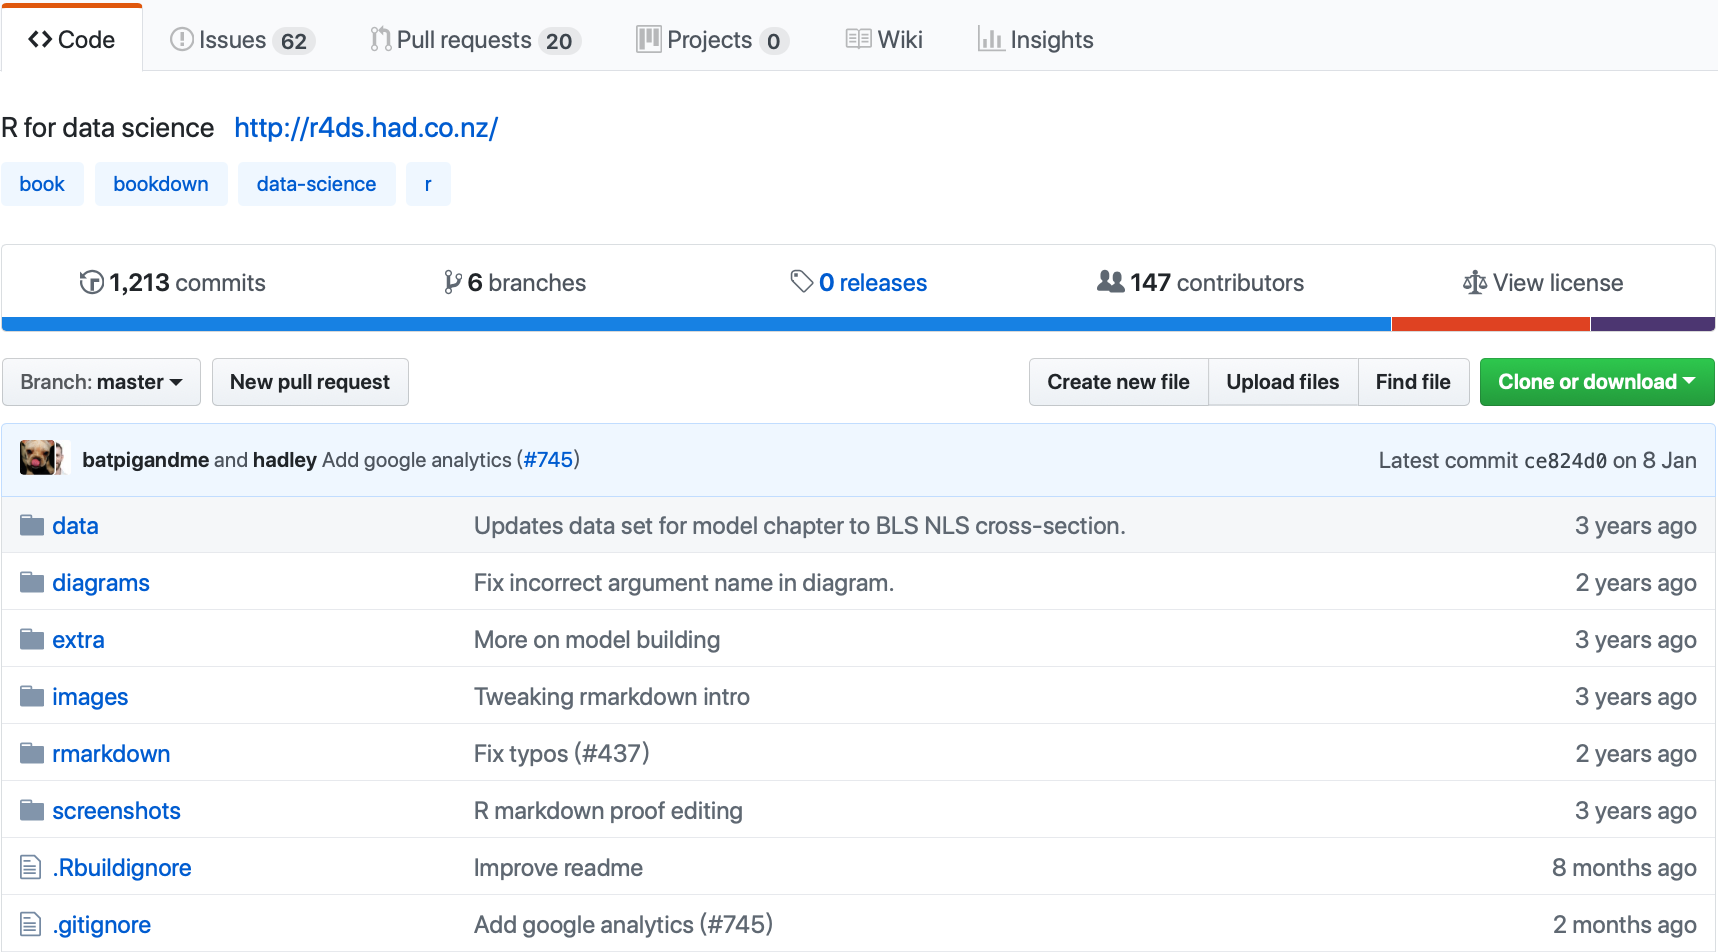 Code Issues 62 Pull requests 20 Projects 0 Wiki Insights
R for data science http://r4ds.had.co.nz/
book bookdown data-science r
1,213 commits 6 branches 0 releases 147 contributors View license
Branch: master New pull request Create new file Upload files Find file Clone or download
batpigandme and hadley Add google analytics (#745) Latest commit ce824d0 on 8 Jan
data Updates data set for model chapter to BLS NLS cross-section. 3 years ago
diagrams Fix incorrect argument name in diagram. 2 years ago
extra More on model building 3 years ago
images Tweaking rmarkdown intro 3 years ago
rmarkdown Fix typos (#437) 2 years ago
screenshots R markdown proof editing 3 years ago
.Rbuildignore Improve readme 8 months ago
.gitignore Add google analytics (#745) 2 months ago